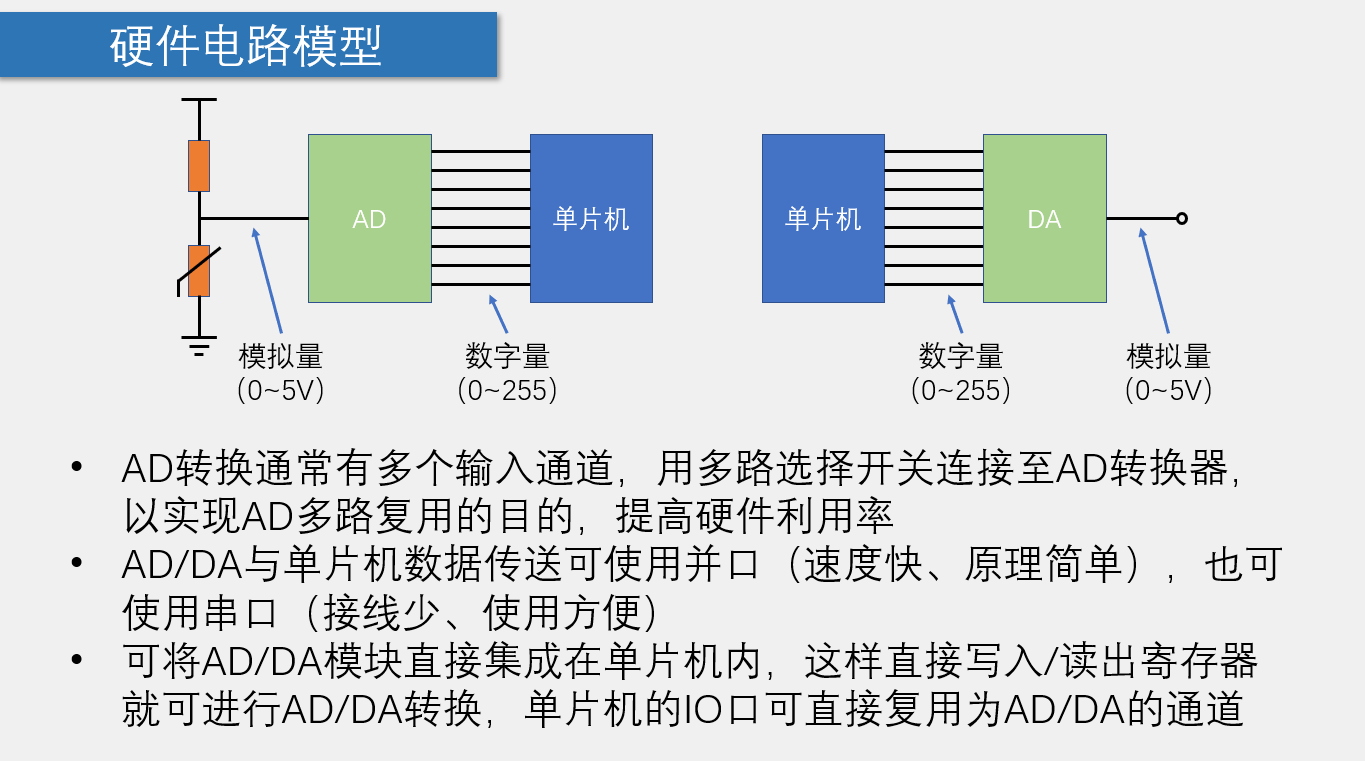 硬件电路模型
AD
单片机
单片机
DA
模拟量
(0~5V)
数字量
(0~255)
数字量
(0~255)
模拟量
(0~5V)
• AD转换通常有多个输入通道，用多路选择开关连接至AD转换器，
以实现AD多路复用的目的，提高硬件利用率
• AD/DA与单片机数据传送可使用并口（速度快、原理简单），也可
使用串口（接线少、使用方便）
• 可将AD/DA模块直接集成在单片机内，这样直接写入/读出寄存器
就可进行AD/DA转换，单片机的IO口可直接复用为AD/DA的通道